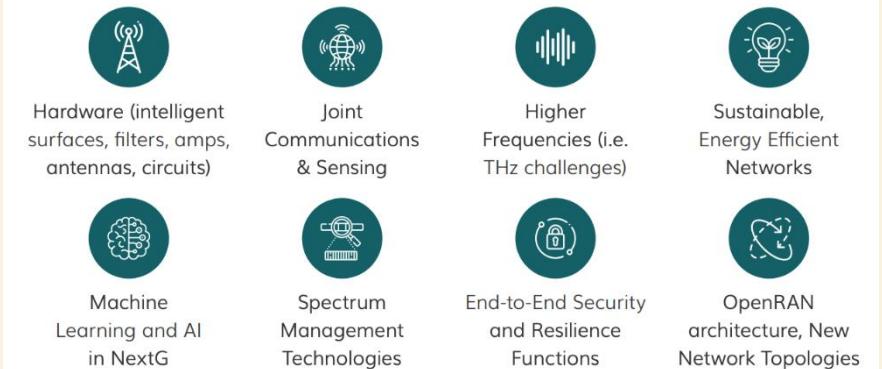 Hardware (intelligent
surfaces, filters, amps,
antennas, circuits)
Joint
Communications
& Sensing
Higher
Frequencies (i.e.
THz challenges)
Sustainable,
Energy Efficient
Networks
Machine
Learning and AI
in NextG
Spectrum
Management
Technologies
End-to-End Security
and Resilience
Functions
OpenRAN
architecture, New
Network Topologies